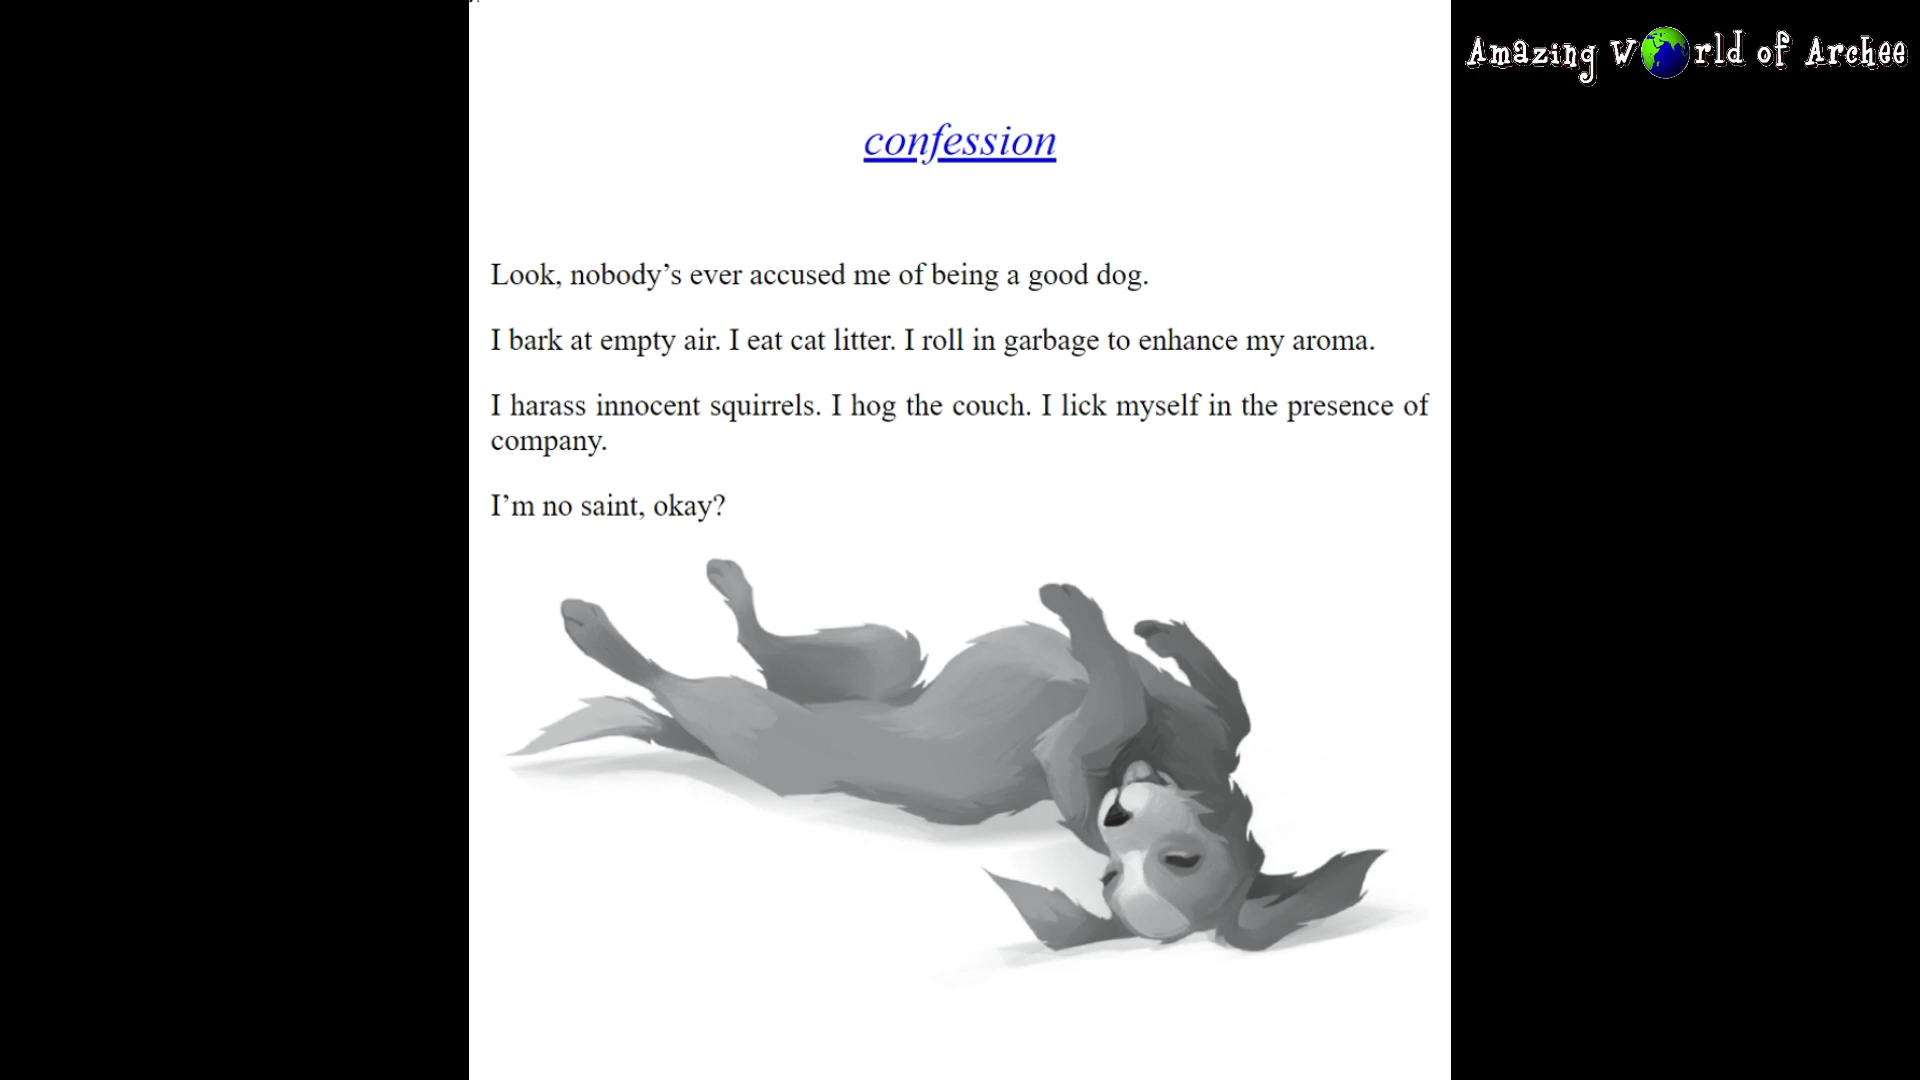 Amazing World of Archee
confession
Look, nobody’s ever accused me of being a good dog.
I bark at empty air. I eat cat litter. I roll in garbage to enhance my aroma.
I harass innocent squirrels. I hog the couch. I lick myself in the presence of
company.
I’m no saint, okay?